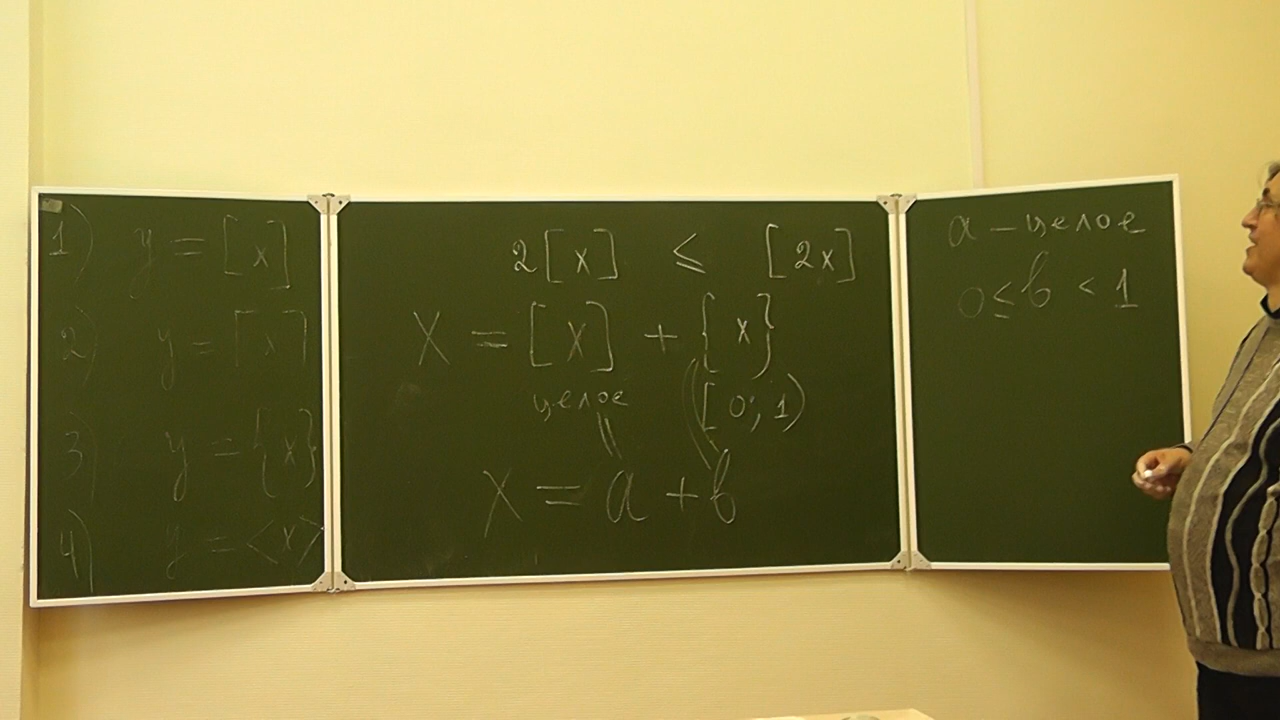 1) y = [x]
2) y = ⌈x⌉
3) y = {x}
4) y = <x>
2[x] ≤ [2x]
x = [x] + {x}
целое [0; 1)
x = a + b
a – целое
0 ≤ b < 1